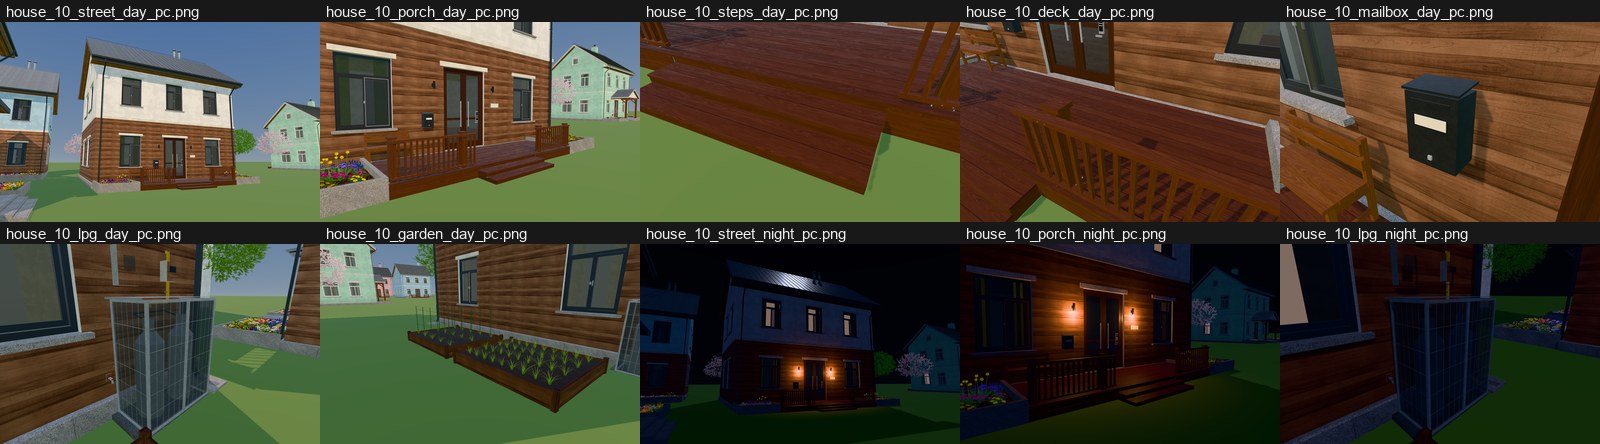 house_10_street_day_pc.png
house_10_porch_day_pc.png
house_10_steps_day_pc.png
house_10_deck_day_pc.png
house_10_mailbox_day_pc.png
house_10_lpg_day_pc.png
house_10_garden_day_pc.png
house_10_street_night_pc.png
house_10_porch_night_pc.png
house_10_lpg_night_pc.png